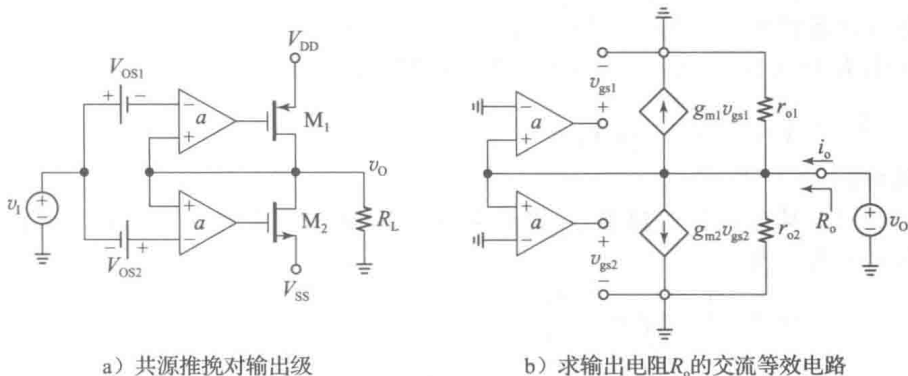 V_DD
V_OS1
a
M_1
v_O
v_I
a
M_2
R_L
V_OS2
V_SS
a）共源推挽对输出级
v_gs1
g_m1v_gs1
r_o1
a
i_o
R_o
v_O
a
v_gs2
g_m2v_gs2
r_o2
b）求输出电阻R_o的交流等效电路